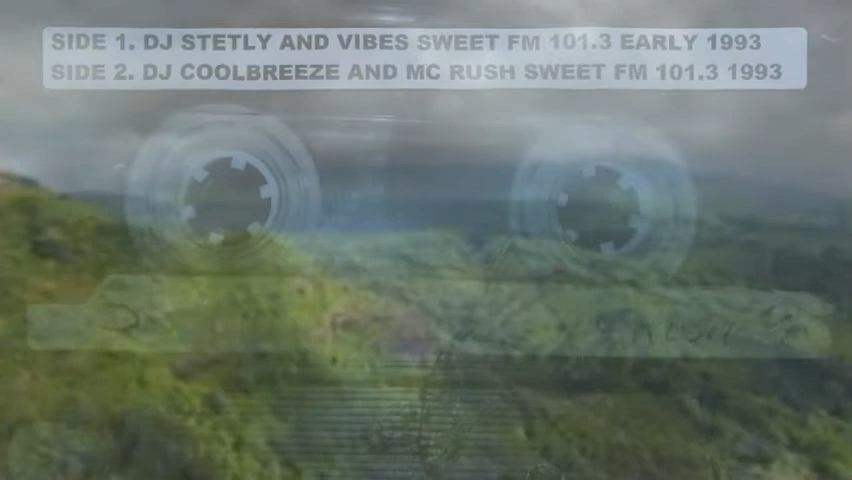 SIDE 1. DJ STETLY AND VIBES SWEET FM 101.3 EARLY 1993
SIDE 2. DJ COOLBREEZE AND MC RUSH SWEET FM 101.3 1993